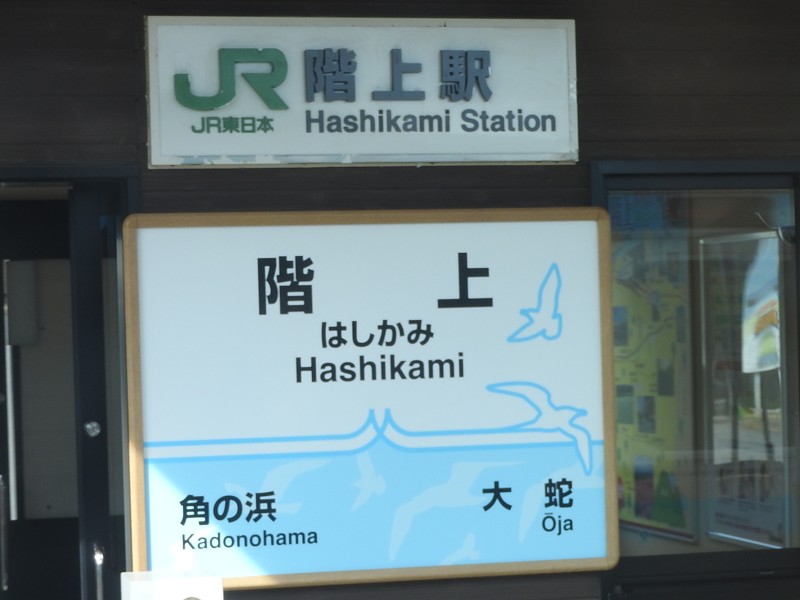 JR 階上駅
JR東日本 Hashikami Station
階上
はしかみ
Hashikami
角の浜 大蛇
Kadonohama Ōja